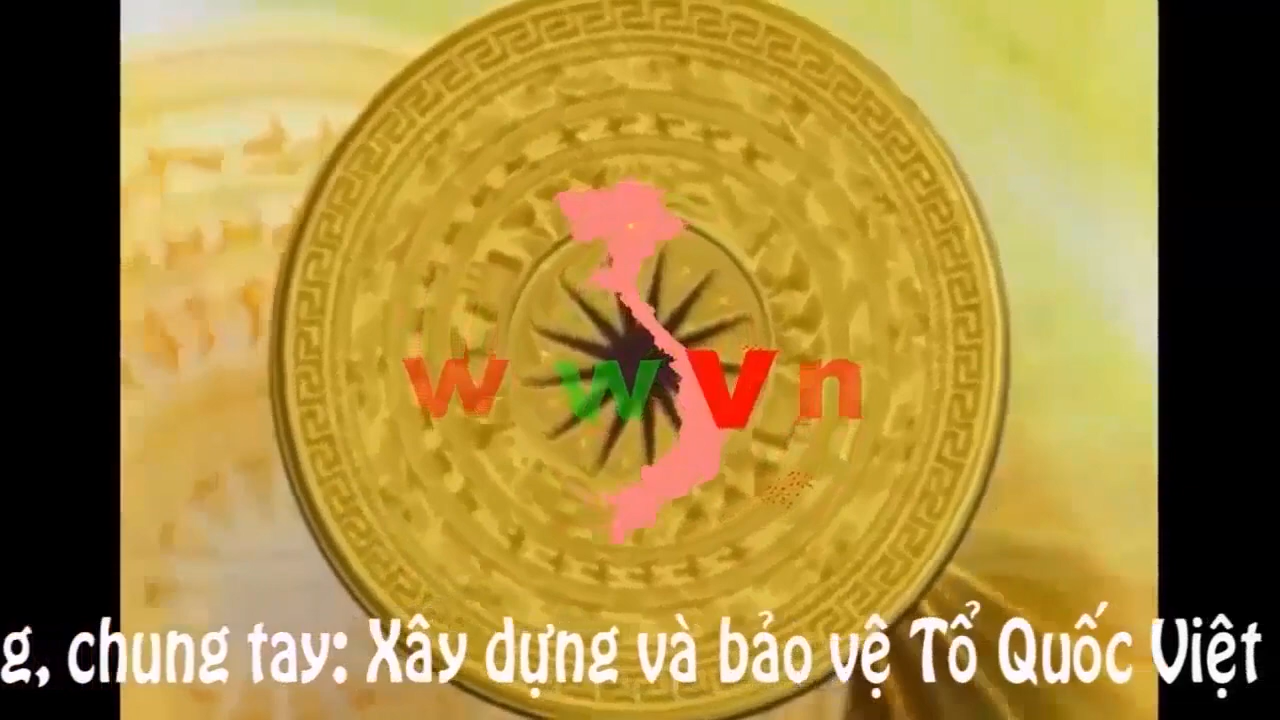 w w v n
g, chung tay: Xây dựng và bảo vệ Tổ Quốc Việt